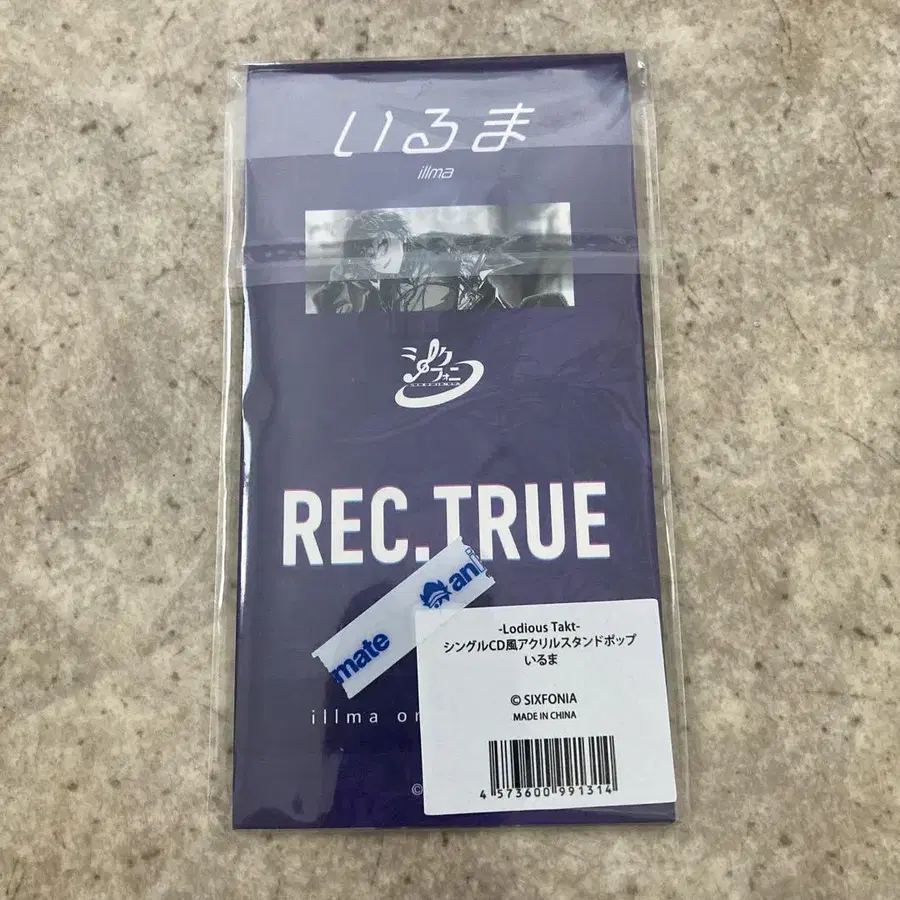 いるま
illma
シクフォニ
REC.TRUE
ani
mate
-Lodious Takt-
シングルCD風アクリルスタンドポップ
いるま
© SIXFONIA
MADE IN CHINA
illma or
©
4 573600 991314